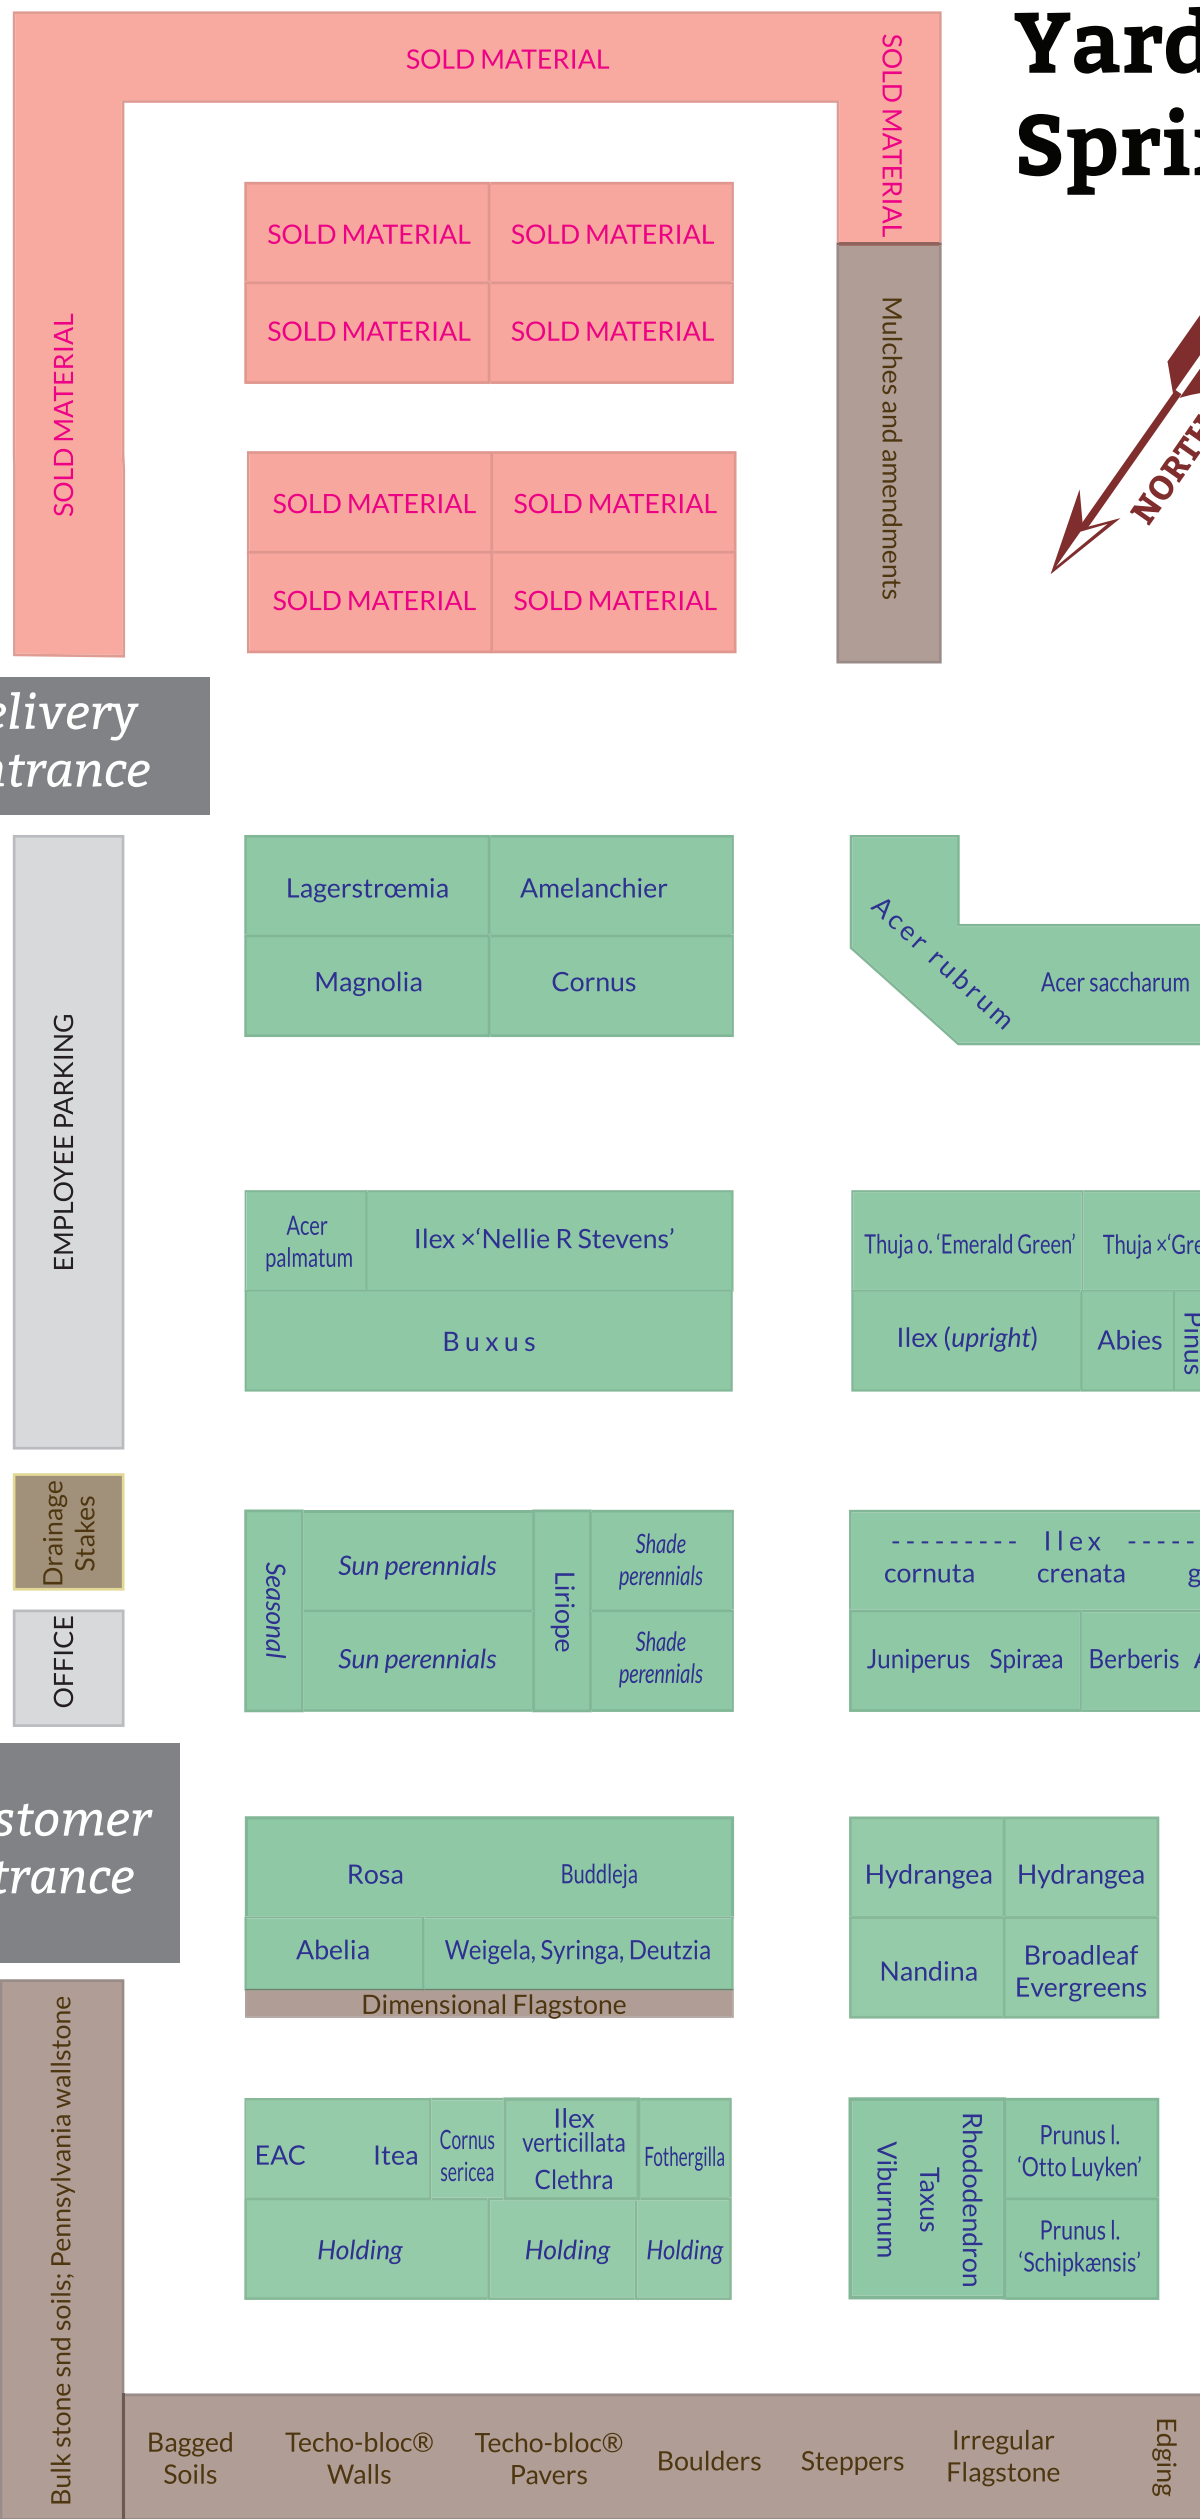 Yard
Sprin
SOLD MATERIAL
SOLD MATERIAL
SOLD MATERIAL
SOLD MATERIAL SOLD MATERIAL
SOLD MATERIAL SOLD MATERIAL
SOLD MATERIAL SOLD MATERIAL
SOLD MATERIAL SOLD MATERIAL
Mulches and amendments
NORTH
elivery
ntrance
Lagerstrœmia Amelanchier
Magnolia Cornus
Acer rubrum
Acer saccharum
EMPLOYEE PARKING
Acer
palmatum
Ilex ×‘Nellie R Stevens’
Buxus
Thuja o. ‘Emerald Green’ Thuja ×‘Gre
Ilex (upright) Abies
Pinus
Drainage
Stakes
OFFICE
Seasonal
Sun perennials
Sun perennials
Liriope
Shade
perennials
Shade
perennials
--------- Ilex -----
cornuta crenata g
Juniperus Spiræa Berberis A
stomer
trance
Rosa Buddleja
Abelia Weigela, Syringa, Deutzia
Dimensional Flagstone
Hydrangea Hydrangea
Nandina
Broadleaf
Evergreens
Bulk stone snd soils; Pennsylvania wallstone
EAC Itea
Cornus
sericea
Ilex
verticillata
Clethra
Fothergilla
Holding Holding Holding
Viburnum
Taxus
Rhododendron
Prunus l.
‘Otto Luyken’
Prunus l.
‘Schipkænsis’
Bagged
Soils
Techo-bloc®
Walls
Techo-bloc®
Pavers
Boulders
Steppers
Irregular
Flagstone
Edging